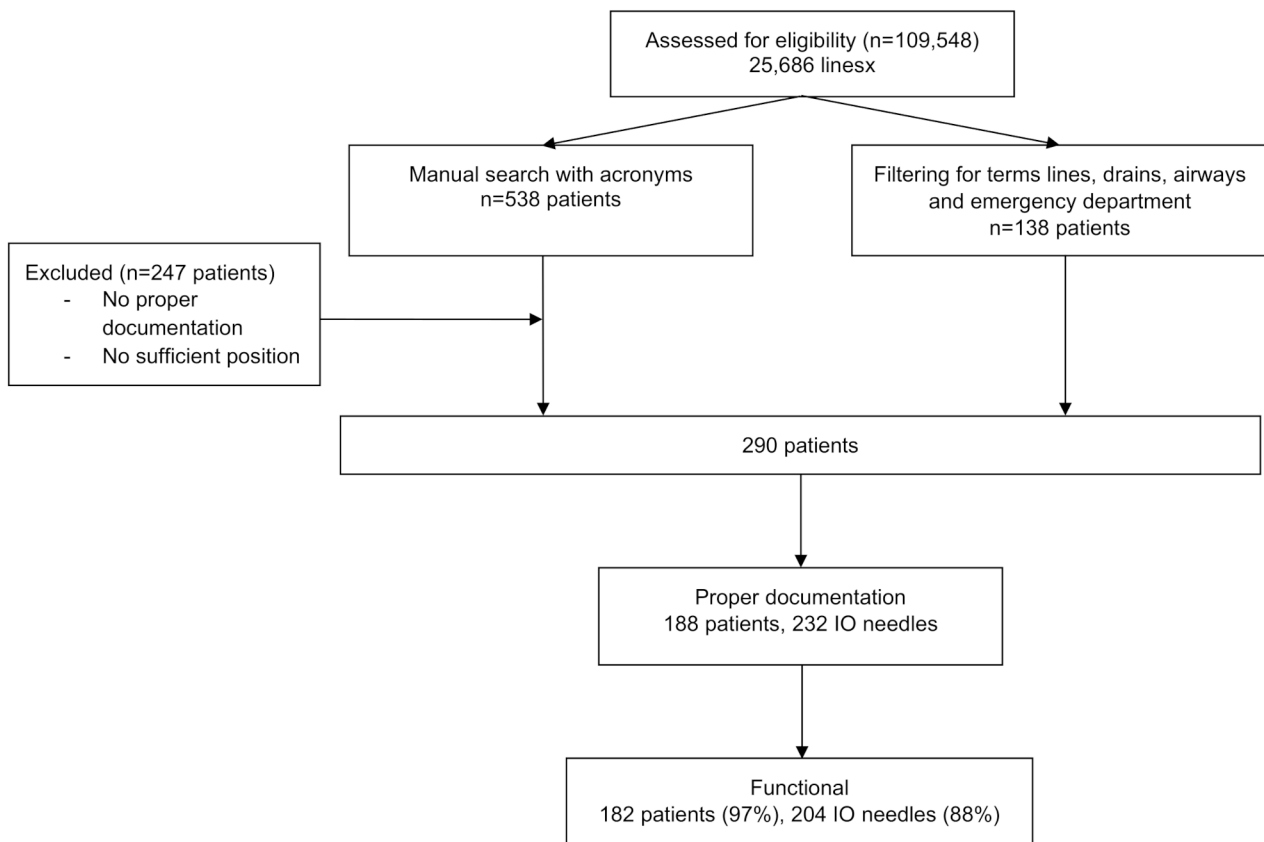 Assessed for eligibility (n=109,548)
25,686 linesx
Manual search with acronyms
n=538 patients
Filtering for terms lines, drains, airways
and emergency department
n=138 patients
Excluded (n=247 patients)
- No proper
documentation
- No sufficient position
290 patients
Proper documentation
188 patients, 232 IO needles
Functional
182 patients (97%), 204 IO needles (88%)